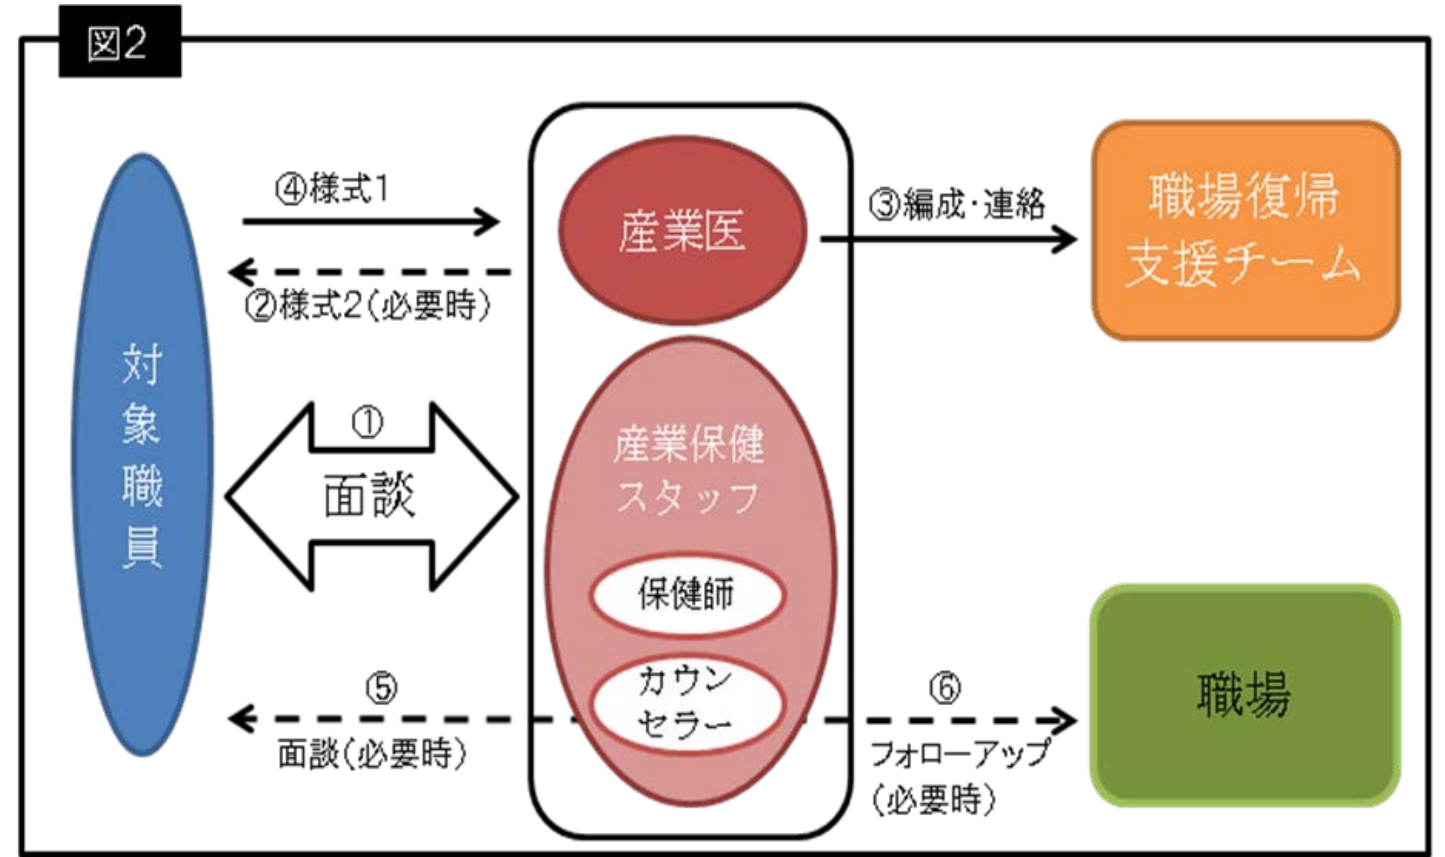 図2
④様式1
②様式2(必要時)
対
象
職
員
①
面談
⑤
面談(必要時)
産業医
産業保健
スタッフ
保健師
カウン
セラー
③編成・連絡
職場復帰
支援チーム
⑥
フォローアップ
(必要時)
職場